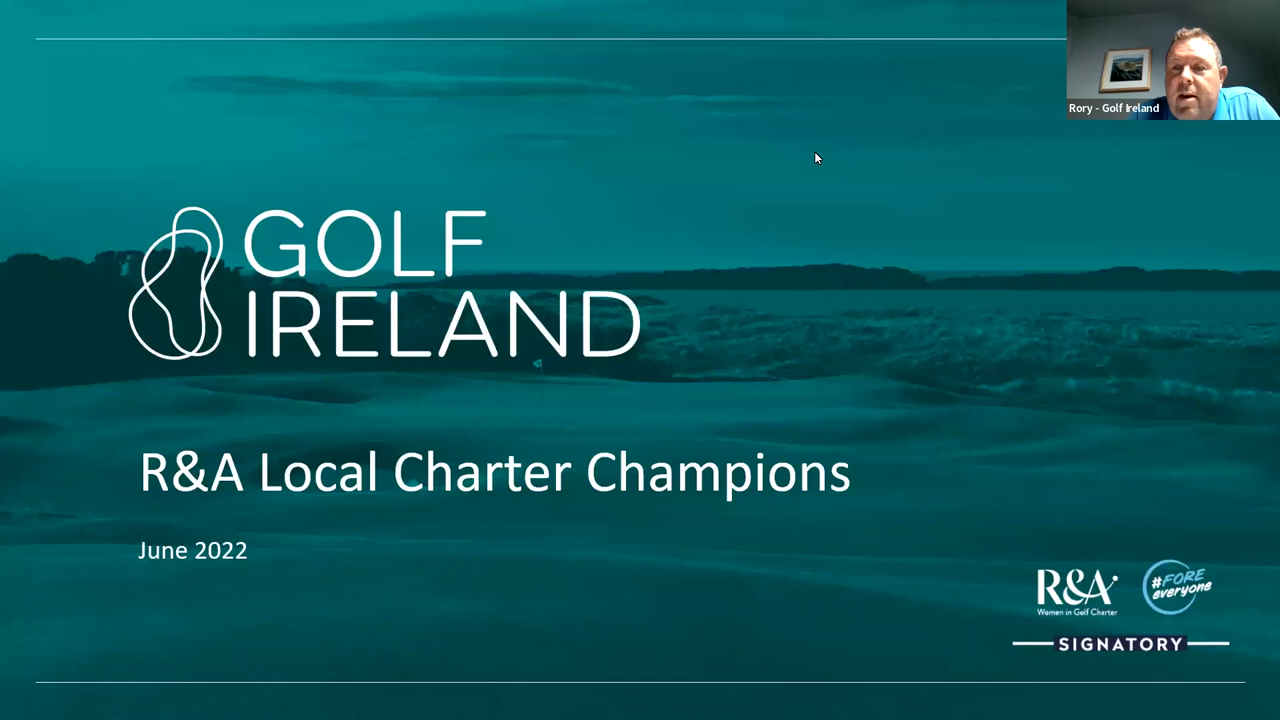 Rory - Golf Ireland
GOLF
IRELAND
R&A Local Charter Champions
June 2022
R&A
Women in Golf Charter
#FORE
everyone
SIGNATORY